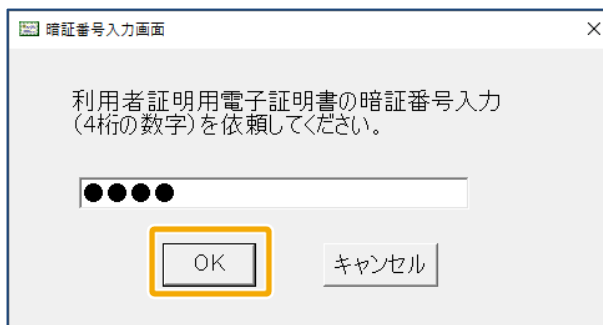 暗証番号入力画面
利用者証明用電子証明書の暗証番号入力
(4桁の数字)を依頼してください。
●●●●
OK
キャンセル